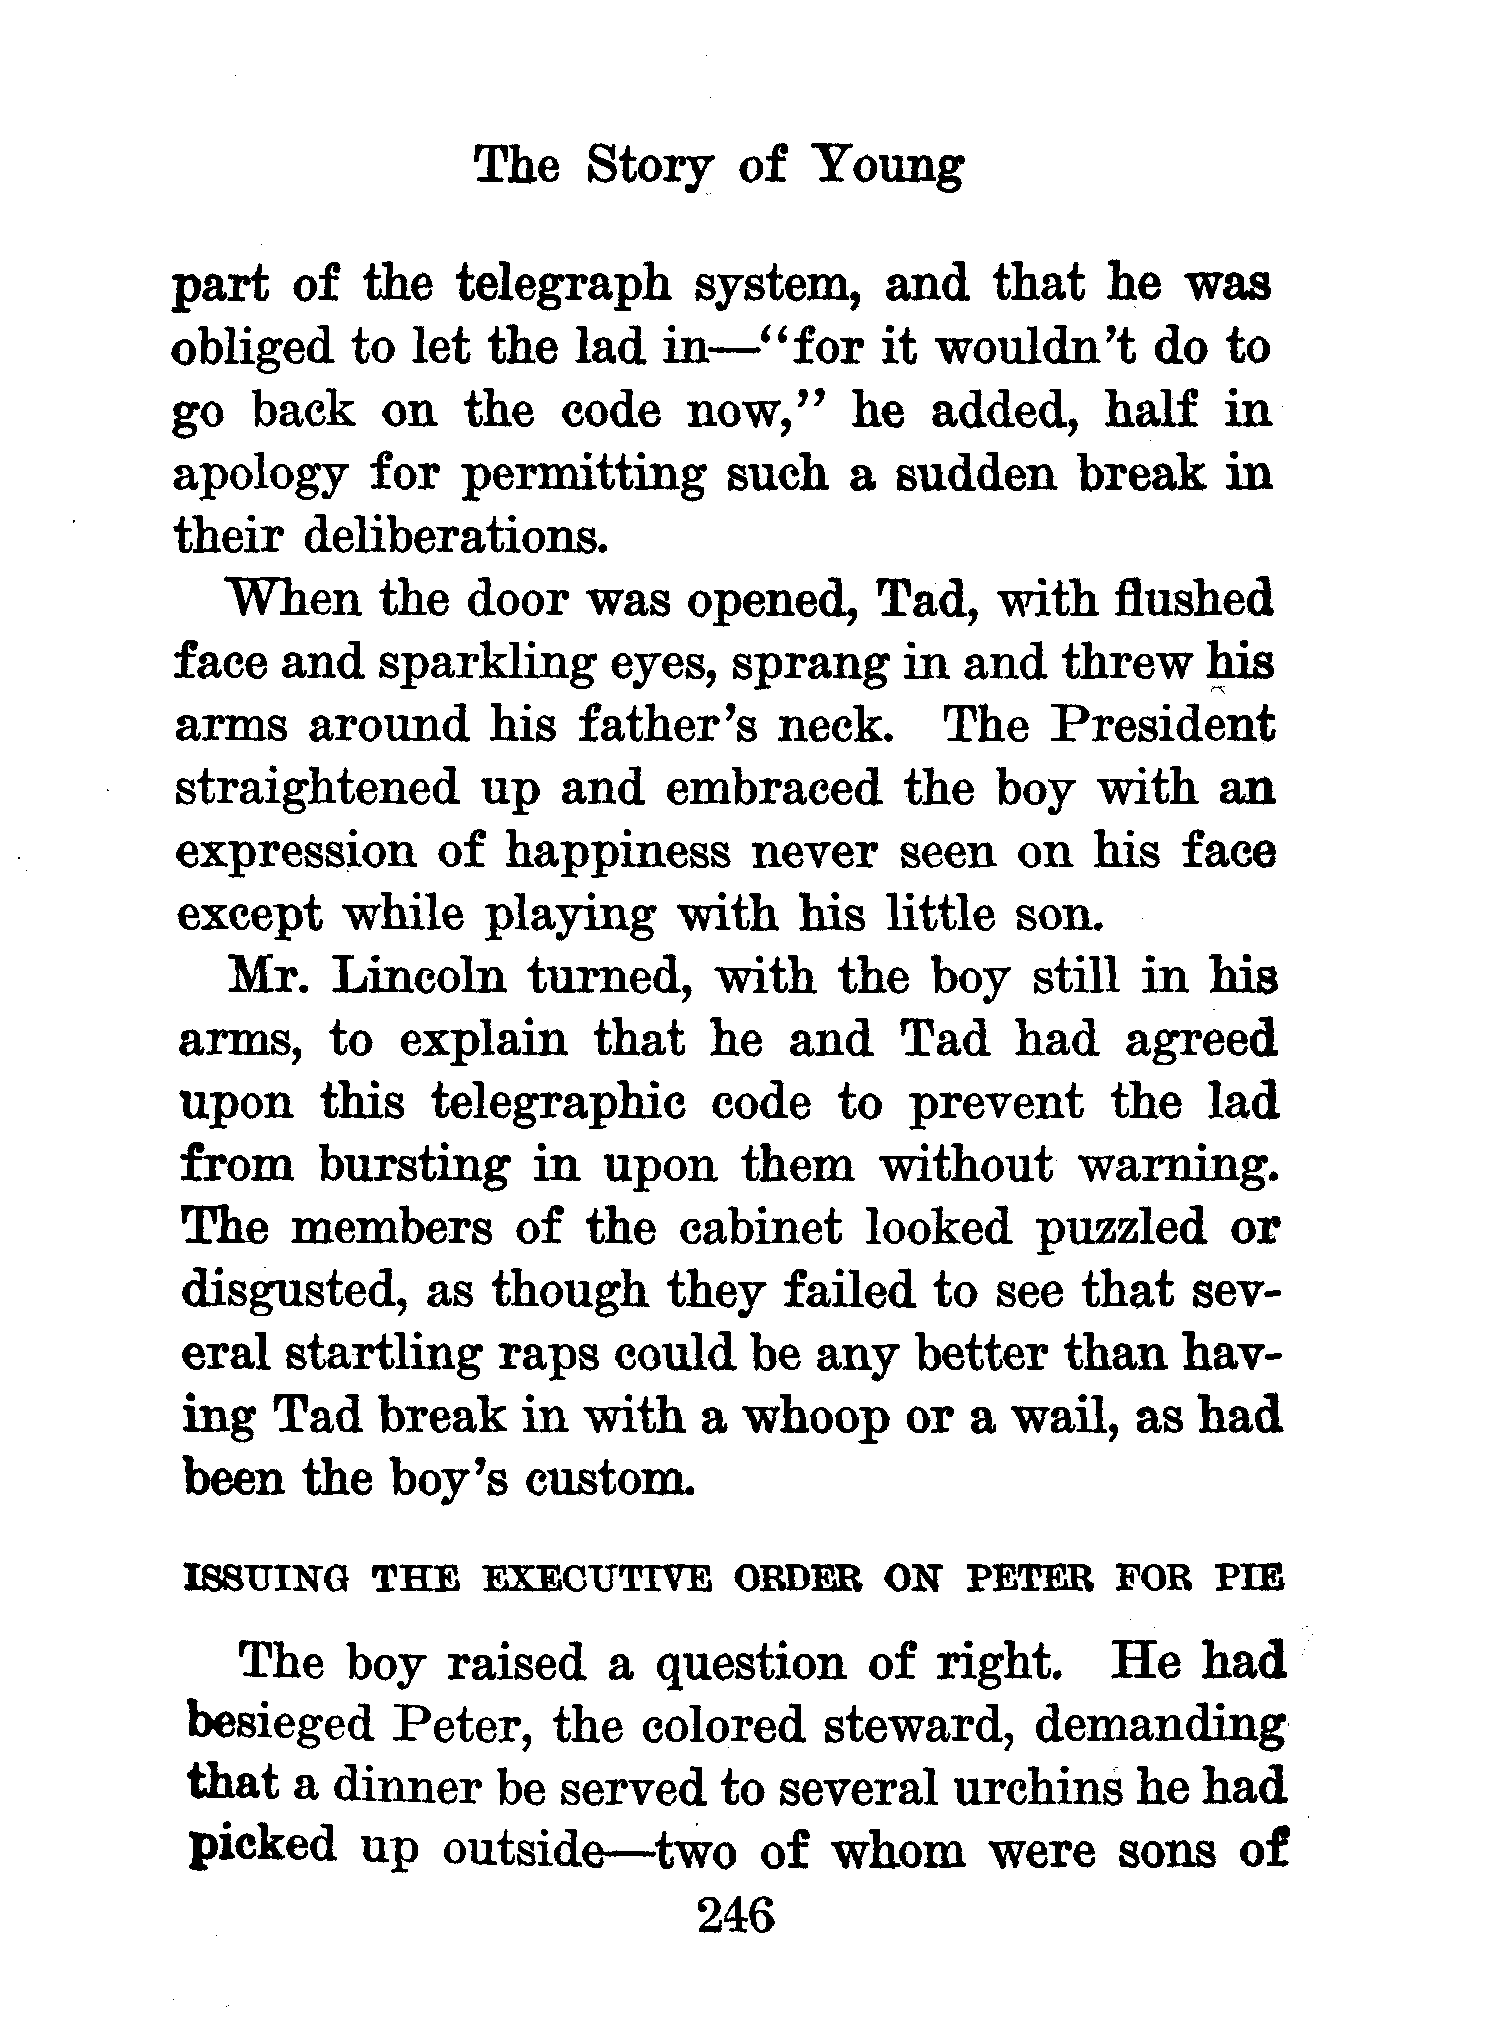 The Story of Young
part of the telegraph system, and that he was
obliged to let the lad in—“for it wouldn’t do to
go back on the code now,” he added, half in
apology for permitting such a sudden break in
their deliberations.
When the door was opened, Tad, with flushed
face and sparkling eyes, sprang in and threw his
arms around his father’s neck. The President
straightened up and embraced the boy with an
expression of happiness never seen on his face
except while playing with his little son.
Mr. Lincoln turned, with the boy still in his
arms, to explain that he and Tad had agreed
upon this telegraphic code to prevent the lad
from bursting in upon them without warning.
The members of the cabinet looked puzzled or
disgusted, as though they failed to see that sev-
eral startling raps could be any better than hav-
ing Tad break in with a whoop or a wail, as had
been the boy’s custom.
ISSUING THE EXECUTIVE ORDER ON PETER FOR PIE
The boy raised a question of right. He had
besieged Peter, the colored steward, demanding
that a dinner be served to several urchins he had
picked up outside—two of whom were sons of
246